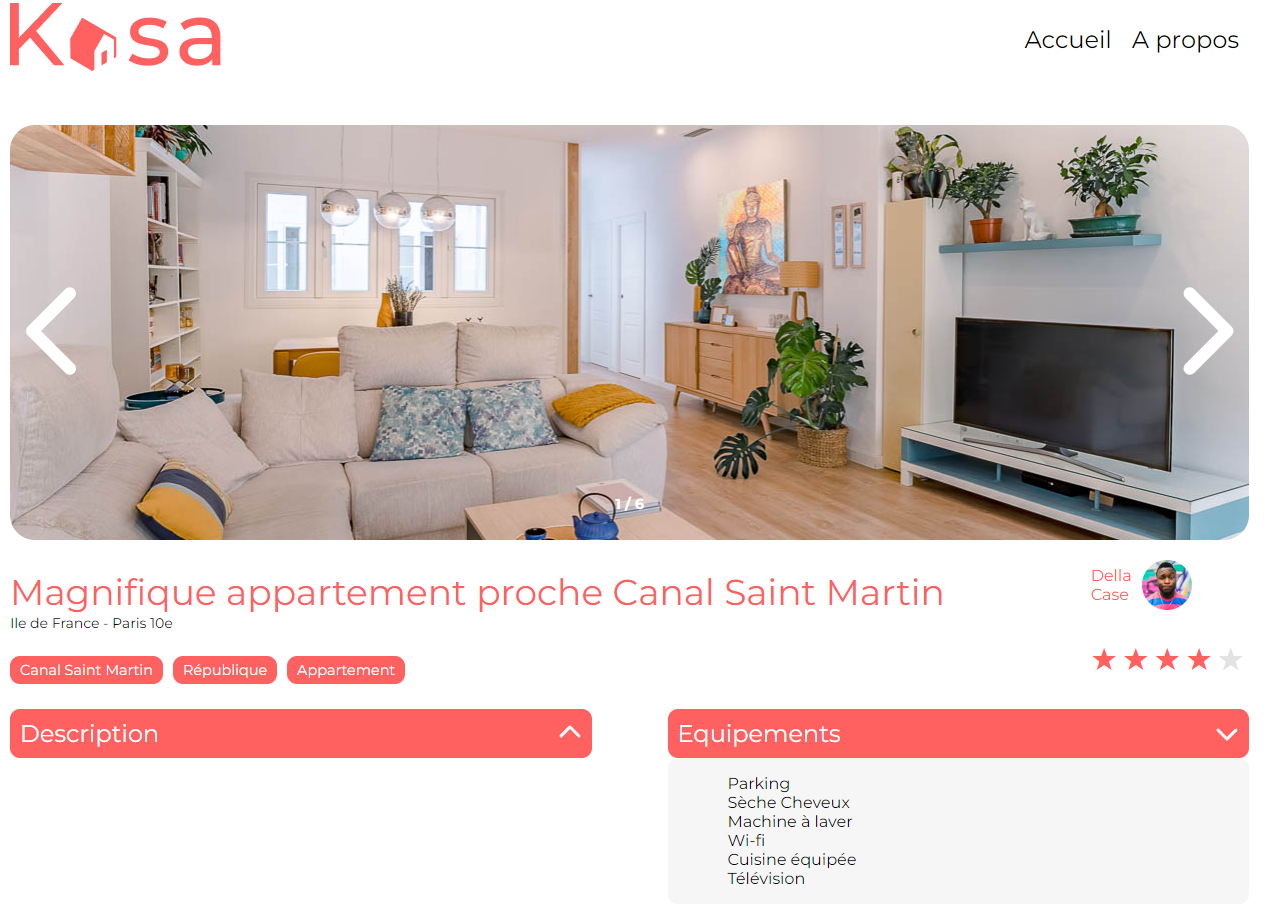 Kasa
Accueil A propos
1 / 6
Magnifique appartement proche Canal Saint Martin
Ile de France - Paris 10e
Della
Case
Canal Saint Martin République Appartement
Description
Equipements
Parking
Sèche Cheveux
Machine à laver
Wi-fi
Cuisine équipée
Télévision